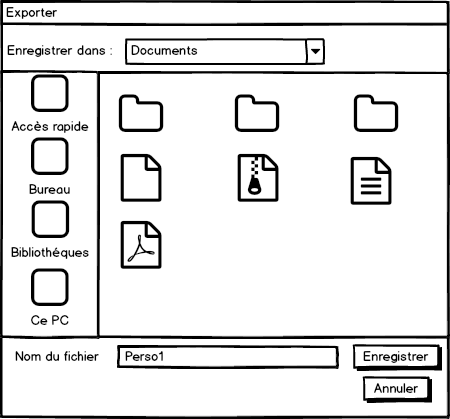 Exporter
Enregistrer dans :
Documents
Accès rapide
Bureau
Bibliothéques
Ce PC
Nom du fichier
Perso1
Enregistrer
Annuler